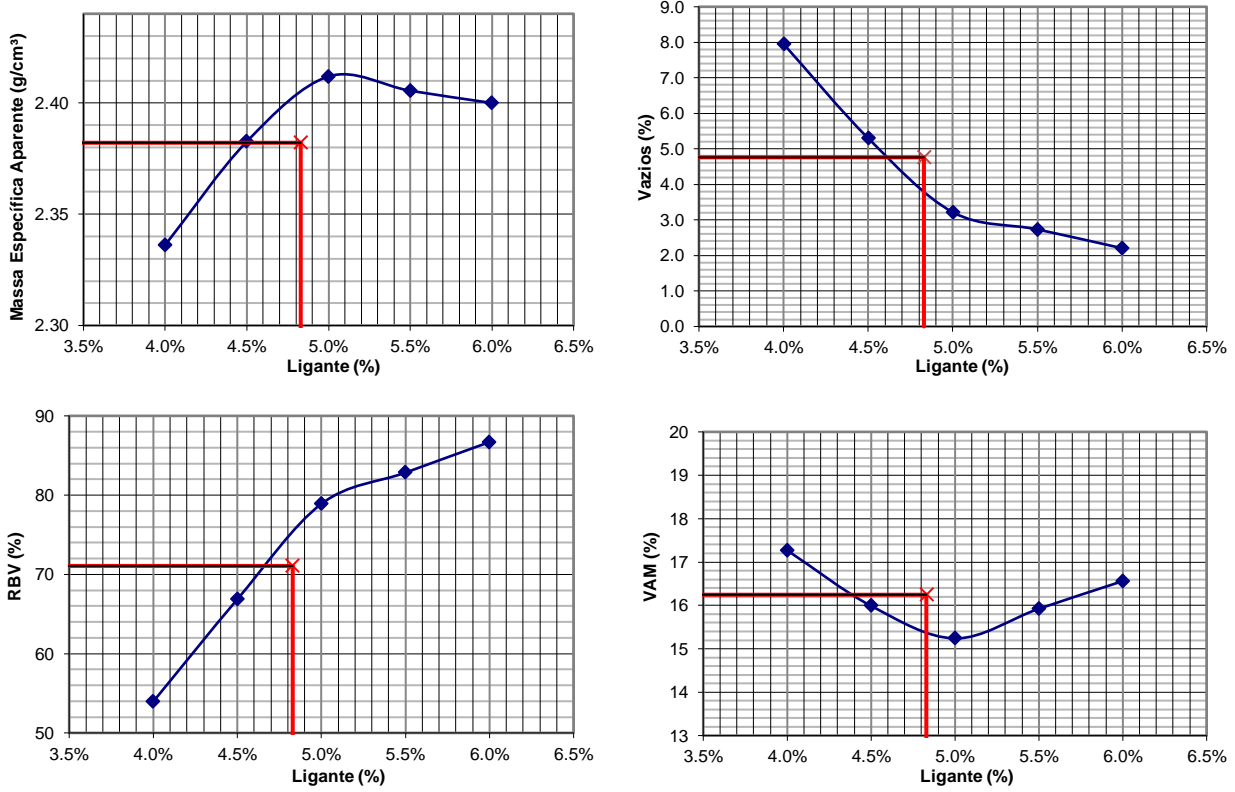 Massa Específica Aparente (g/cm³)
2.40
2.35
2.30
3.5% 4.0% 4.5% 5.0% 5.5% 6.0% 6.5%
Ligante (%)
Vazios (%)
9.0
8.0
7.0
6.0
5.0
4.0
3.0
2.0
1.0
0.0
3.5% 4.0% 4.5% 5.0% 5.5% 6.0% 6.5%
Ligante (%)
RBV (%)
90
80
70
60
50
3.5% 4.0% 4.5% 5.0% 5.5% 6.0% 6.5%
Ligante (%)
VAM (%)
20
19
18
17
16
15
14
13
3.5% 4.0% 4.5% 5.0% 5.5% 6.0% 6.5%
Ligante (%)